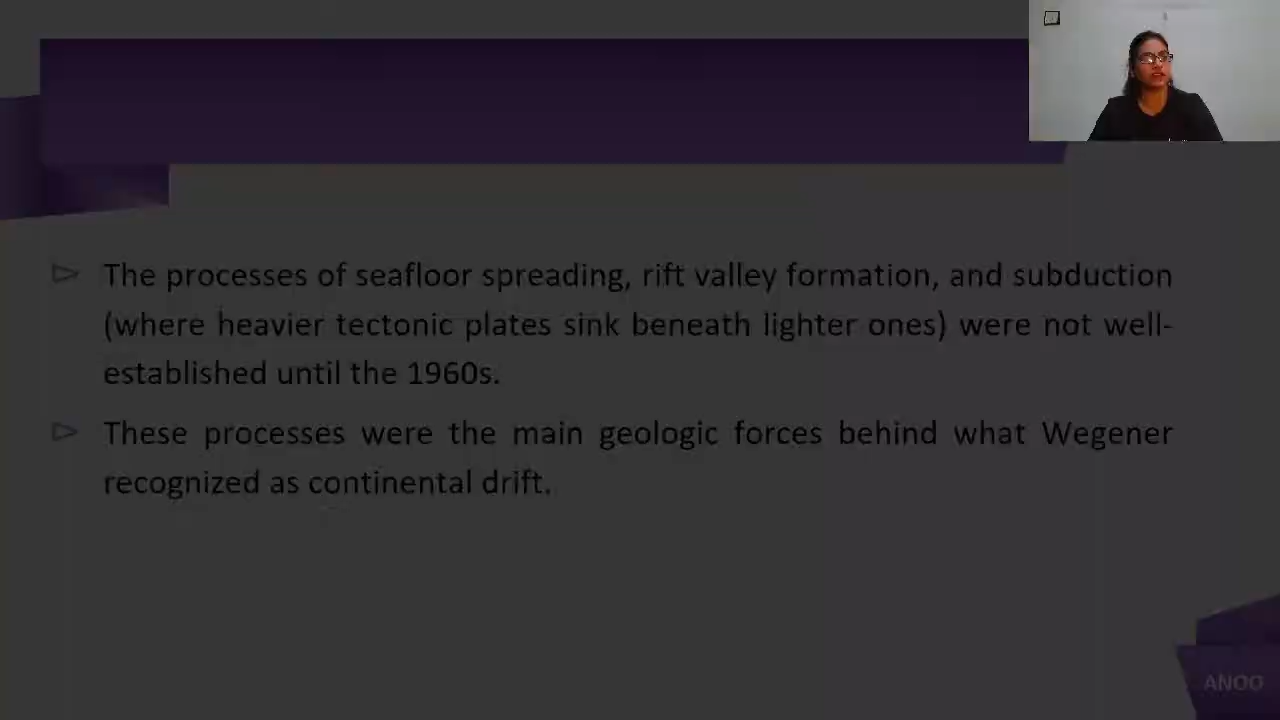 The processes of seafloor spreading, rift valley formation, and subduction
(where heavier tectonic plates sink beneath lighter ones) were not well-
established until the 1960s.
These processes were the main geologic forces behind what Wegener
recognized as continental drift.
ANOO